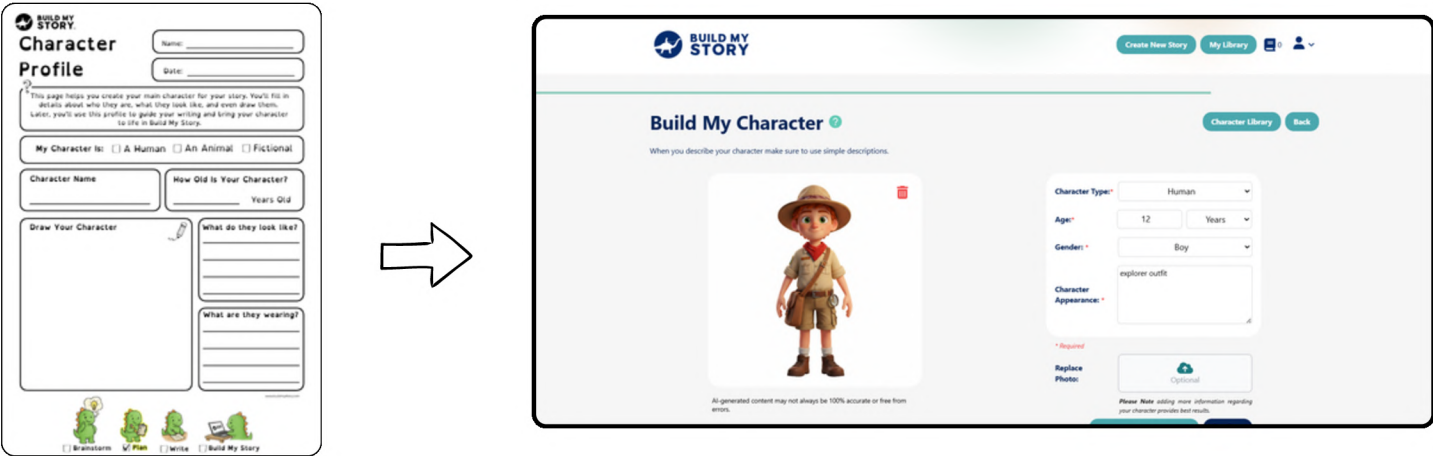 BUILD MY
STORY
Character
Profile
Name:
Date:
?
This page helps you create your main character for your story. You'll fill in
details about who they are, what they look like, and even draw them.
Later, you'll use this profile to guide your writing and bring your character
to life in Build My Story.
My Character Is: A Human An Animal Fictional
Character Name
How Old Is Your Character?
Years Old
Draw Your Character
What do they look like?
What are they wearing?
Brainstorm Plan Write Build My Story
BUILD MY
STORY
Create New Story My Library 0
Build My Character ?
Character Library Back
When you describe your character make sure to use simple descriptions.
Character Type:* Human
Age:* 12 Years
Gender: * Boy
explorer outfit
Character
Appearance: *
* Required
Replace
Photo:
Optional
Please Note adding more information regarding
your character provides best results.
AI-generated content may not always be 100% accurate or free from
errors.